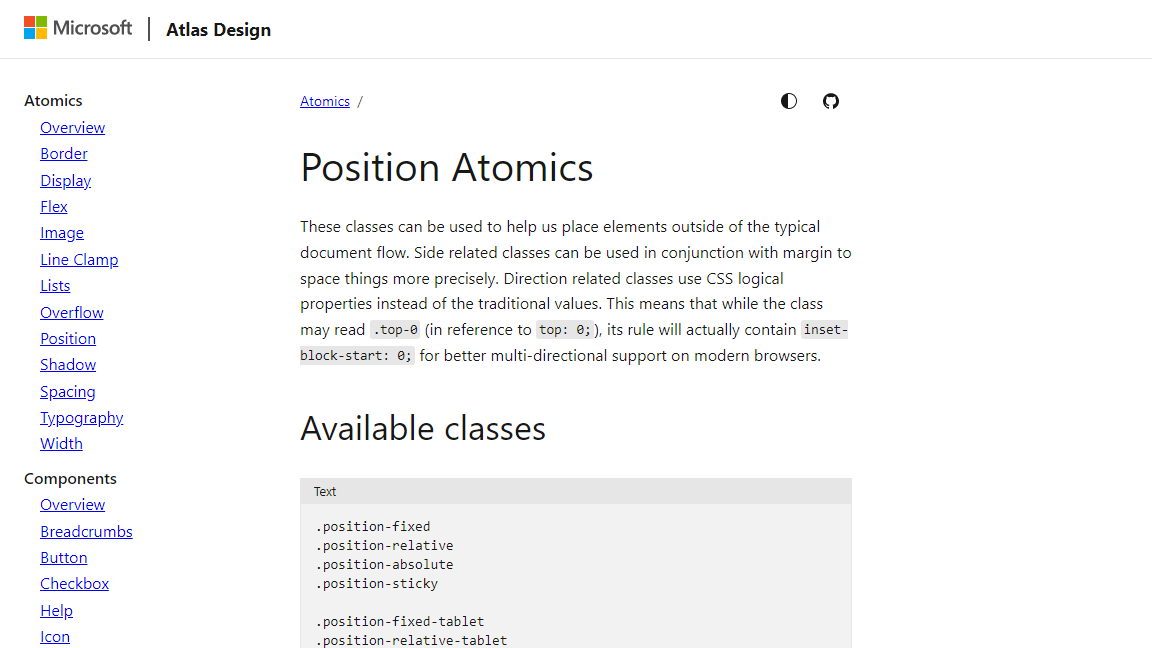 Microsoft | Atlas Design
Atomics
Overview
Border
Display
Flex
Image
Line Clamp
Lists
Overflow
Position
Shadow
Spacing
Typography
Width
Components
Overview
Breadcrumbs
Button
Checkbox
Help
Icon
Atomics /
Position Atomics
These classes can be used to help us place elements outside of the typical
document flow. Side related classes can be used in conjunction with margin to
space things more precisely. Direction related classes use CSS logical
properties instead of the traditional values. This means that while the class
may read .top-0 (in reference to top: 0;), its rule will actually contain inset-
block-start: 0; for better multi-directional support on modern browsers.
Available classes
Text
.position-fixed
.position-relative
.position-absolute
.position-sticky
.position-fixed-tablet
.position-relative-tablet